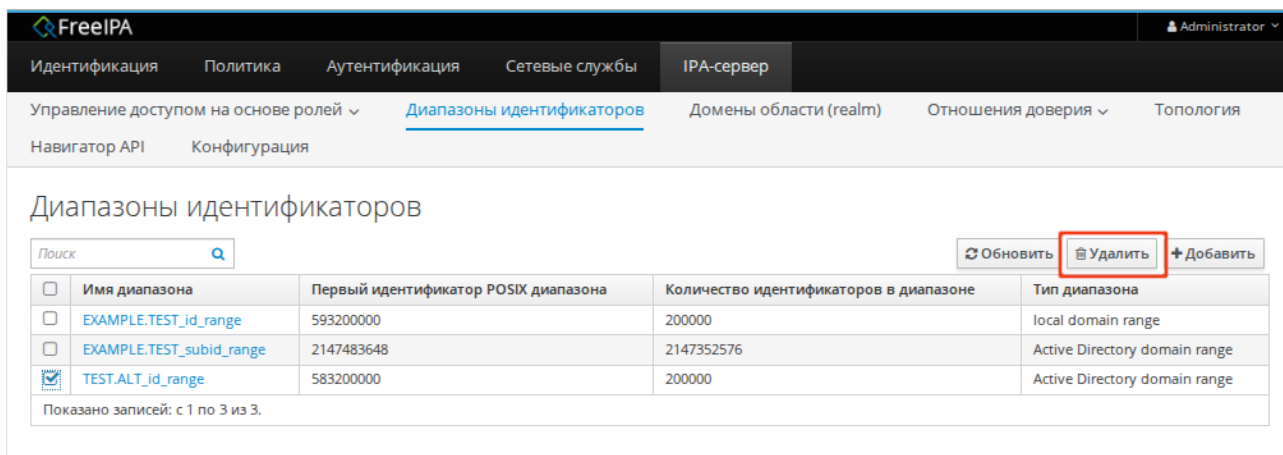 FreeIPA
Administrator
Идентификация Политика Аутентификация Сетевые службы IPA-сервер
Управление доступом на основе ролей Диапазоны идентификаторов Домены области (realm) Отношения доверия Топология
Навигатор API Конфигурация
Диапазоны идентификаторов
Поиск Обновить Удалить Добавить
Имя диапазона Первый идентификатор POSIX диапазона Количество идентификаторов в диапазоне Тип диапазона
EXAMPLE.TEST_id_range 593200000 200000 local domain range
EXAMPLE.TEST_subid_range 2147483648 2147352576 Active Directory domain range
TEST.ALT_id_range 583200000 200000 Active Directory domain range
Показано записей: с 1 по 3 из 3.